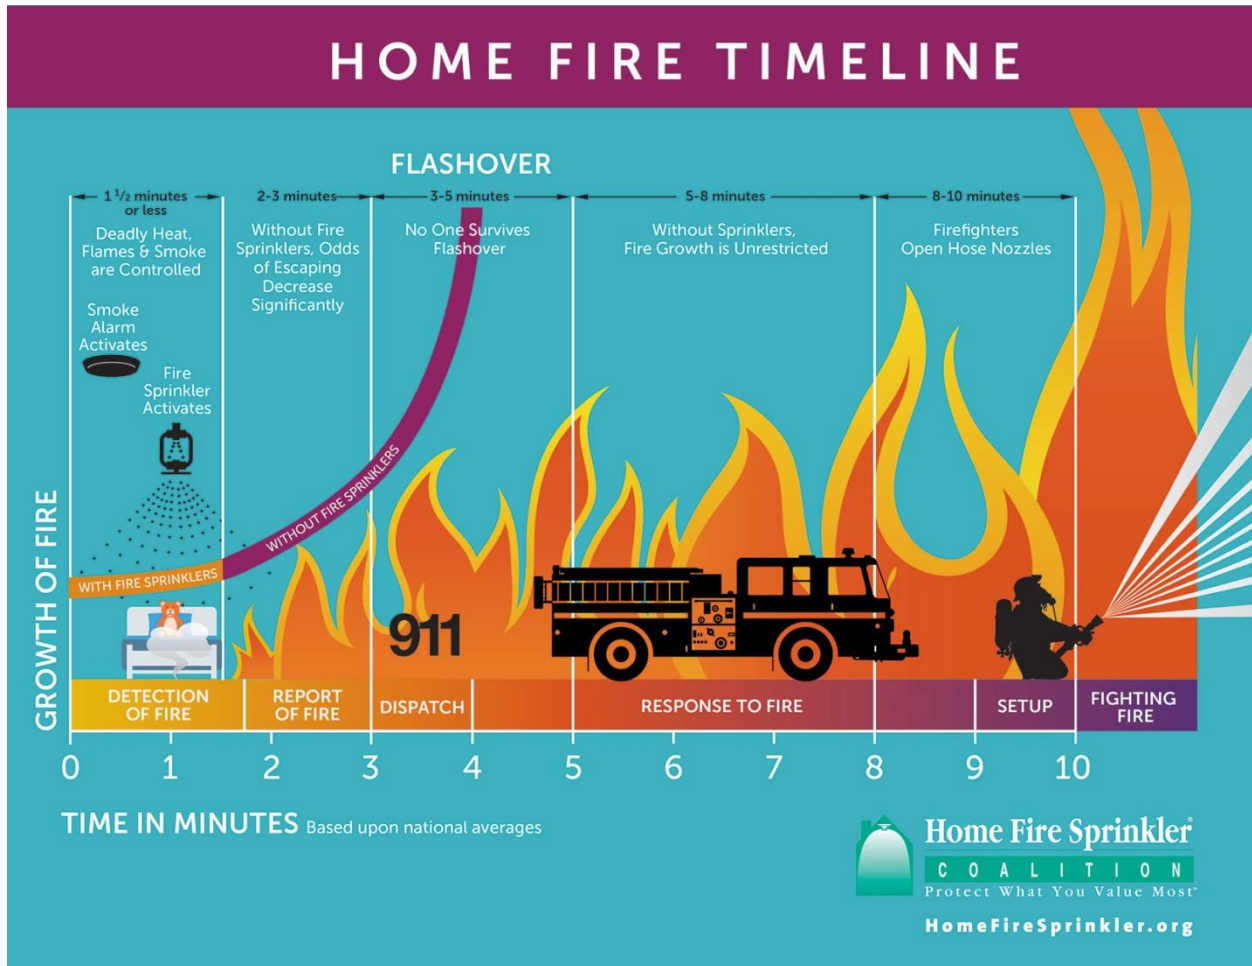 HOME FIRE TIMELINE
FLASHOVER
1 1/2 minutes
or less
Deadly Heat,
Flames & Smoke
are Controlled
2-3 minutes
Without Fire
Sprinklers, Odds
of Escaping
Decrease
Significantly
3-5 minutes
No One Survives
Flashover
5-8 minutes
Without Sprinklers,
Fire Growth is Unrestricted
8-10 minutes
Firefighters
Open Hose Nozzles
Smoke
Alarm
Activates
Fire
Sprinkler
Activates
GROWTH OF FIRE
WITH FIRE SPRINKLERS
WITHOUT FIRE SPRINKLERS
911
DETECTION
OF FIRE
REPORT
OF FIRE
DISPATCH
RESPONSE TO FIRE
SETUP
FIGHTING
FIRE
0 1 2 3 4 5 6 7 8 9 10
TIME IN MINUTES Based upon national averages
Home Fire Sprinkler®
COALITION
Protect What You Value Most™
HomeFireSprinkler.org